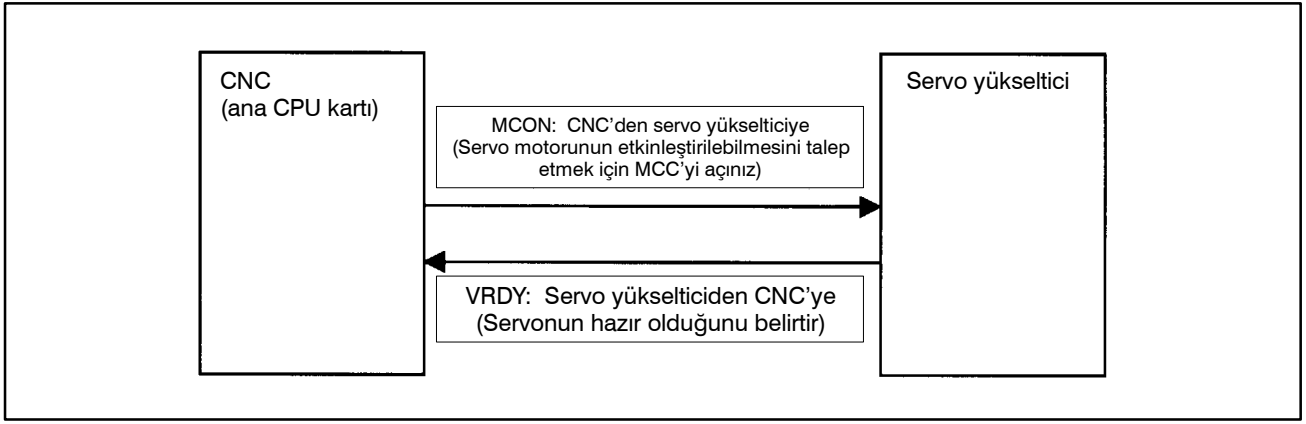 CNC
(ana CPU kartı)
MCON: CNC’den servo yükselticiye
(Servo motorunun etkinleştirilebilmesini talep
etmek için MCC’yi açınız)
Servo yükseltici
VRDY: Servo yükselticiden CNC’ye
(Servonun hazır olduğunu belirtir)